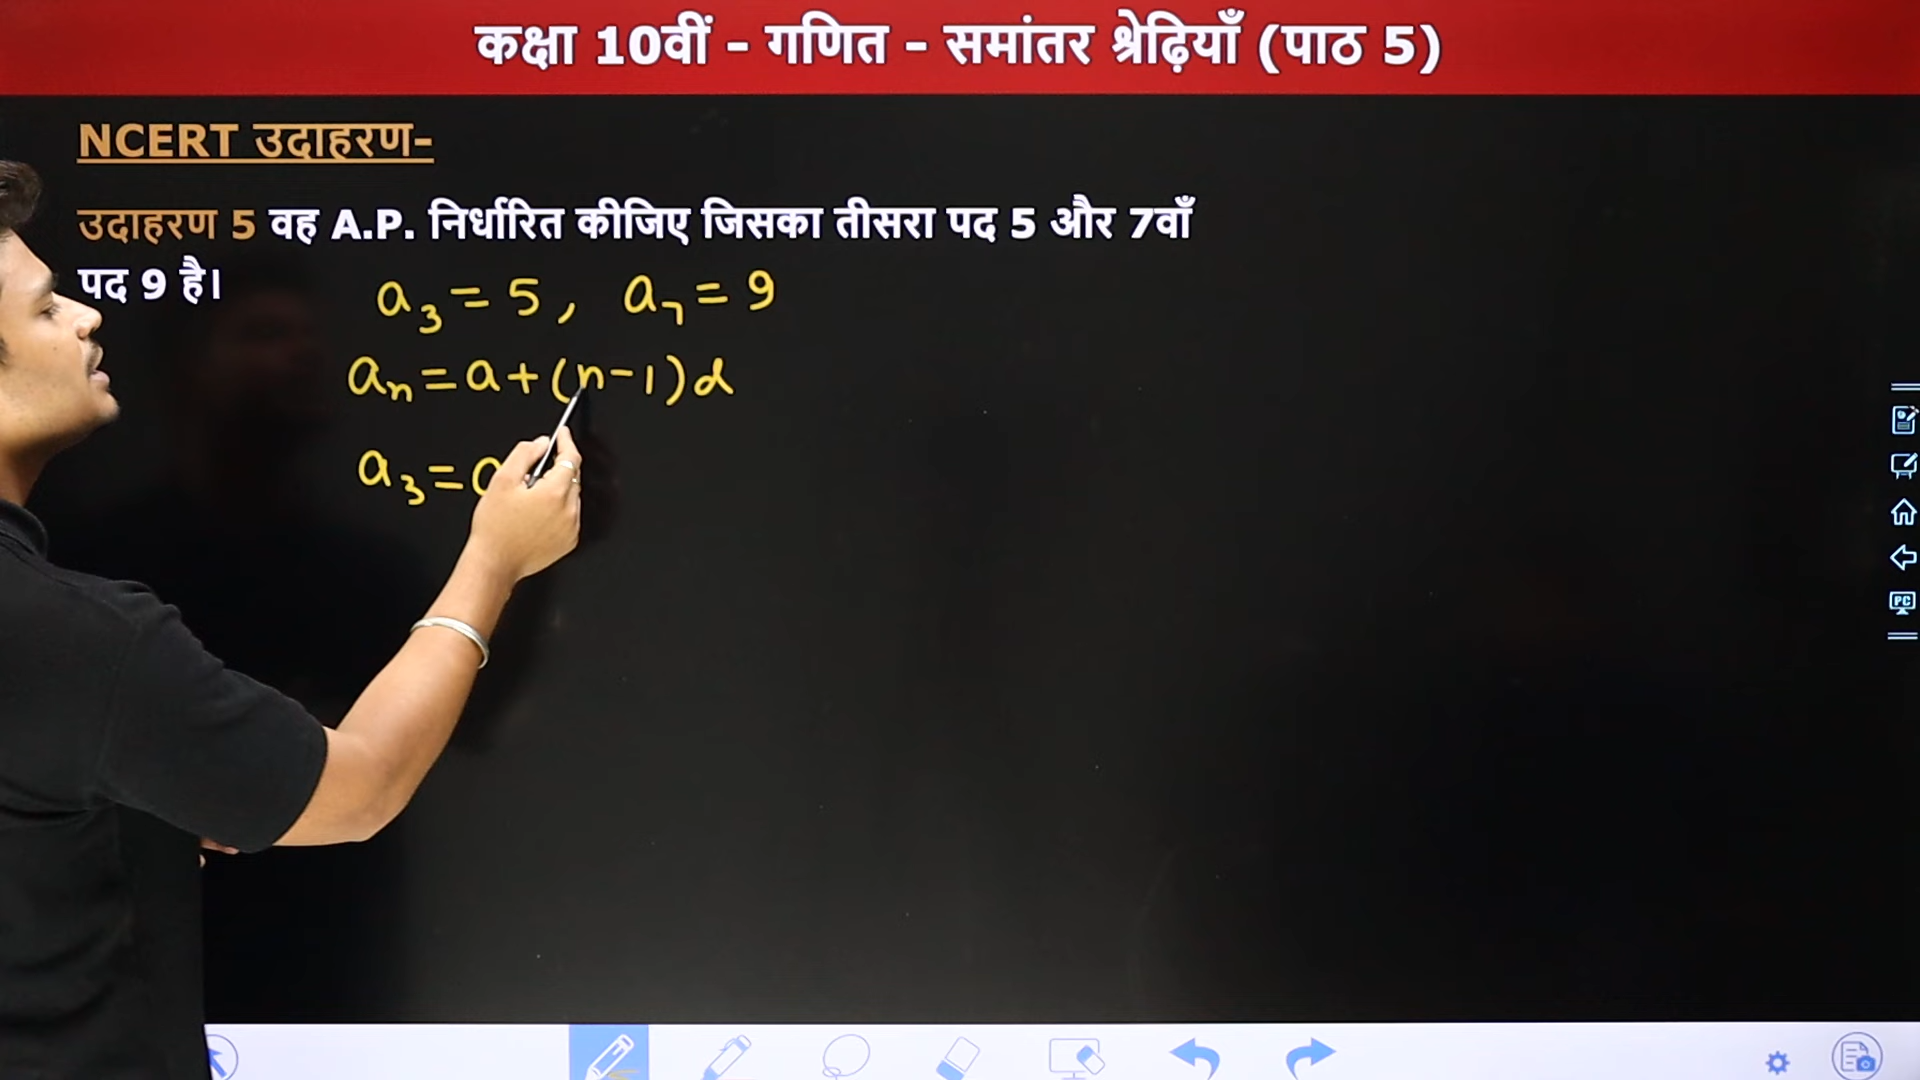 कक्षा 10वीं - गणित - समांतर श्रेढ़ियाँ (पाठ 5)
NCERT उदाहरण-
उदाहरण 5 वह A.P. निर्धारित कीजिए जिसका तीसरा पद 5 और 7वाँ
पद 9 है।
a₃ = 5, a₇ = 9
aₙ = a + (n - 1) d
a₃ = a
PC